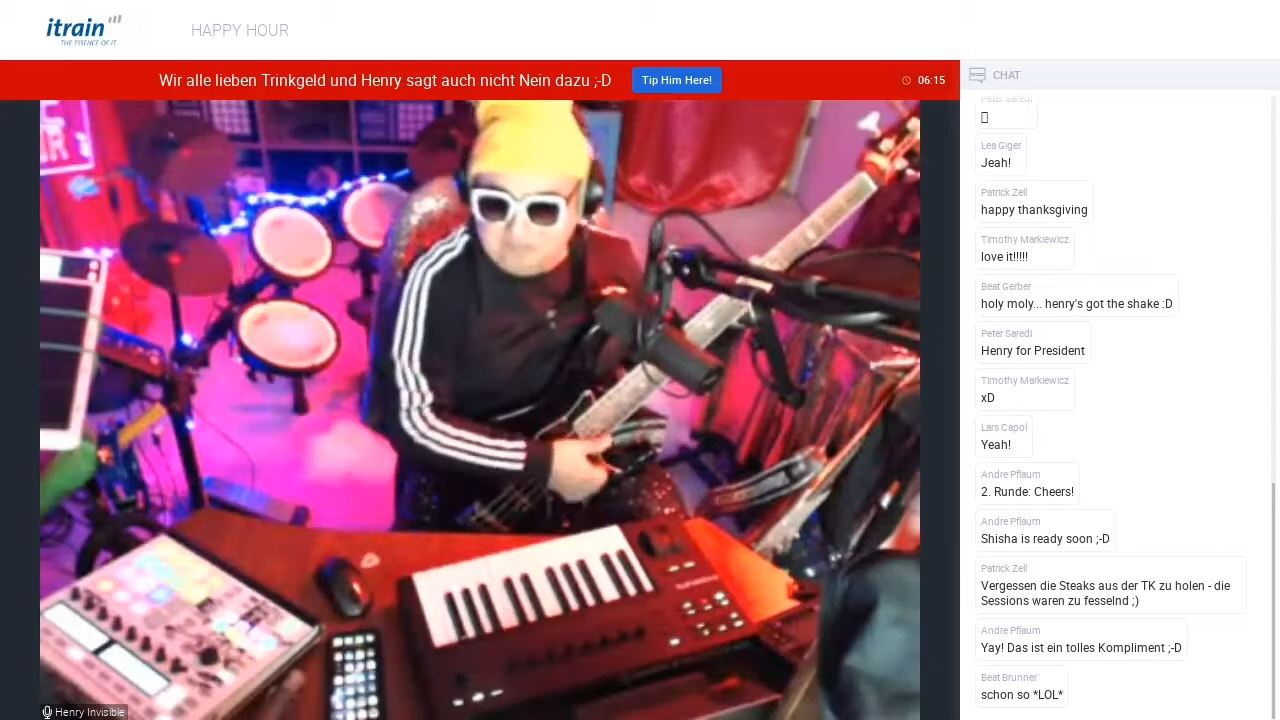 itrain
THE ESSENCE OF IT
HAPPY HOUR
Wir alle lieben Trinkgeld und Henry sagt auch nicht Nein dazu ;-D
Tip Him Here!
06:15
CHAT
Peter Saredi
Lea Giger
Jeah!
Patrick Zell
happy thanksgiving
Timothy Markiewicz
love it!!!!!
Beat Gerber
holy moly... henry's got the shake :D
Peter Saredi
Henry for President
Timothy Markiewicz
xD
Lars Capol
Yeah!
Andre Pflaum
2. Runde: Cheers!
Andre Pflaum
Shisha is ready soon ;-D
Patrick Zell
Vergessen die Steaks aus der TK zu holen - die
Sessions waren zu fesselnd ;)
Andre Pflaum
Yay! Das ist ein tolles Kompliment ;-D
Beat Brunner
schon so *LOL*
Henry Invisible